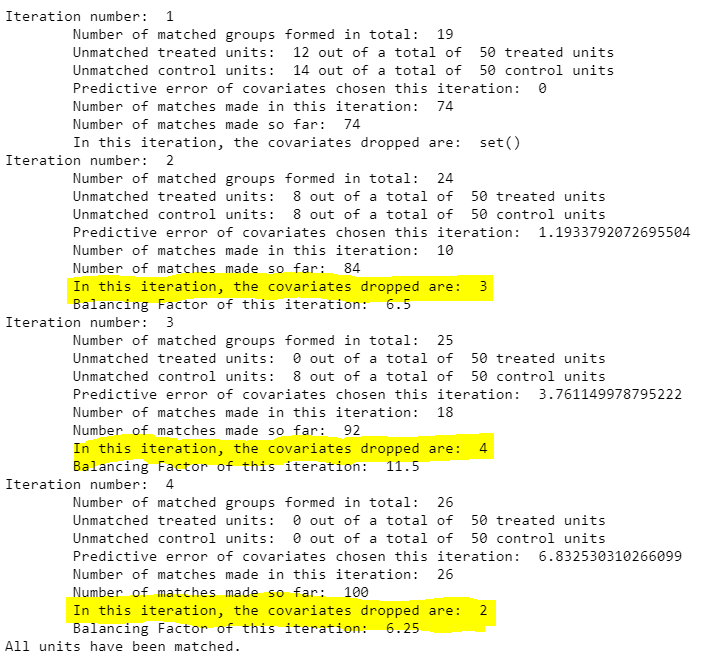 Iteration number:  1
Number of matched groups formed in total:  19
Unmatched treated units:  12 out of a total of  50 treated units
Unmatched control units:  14 out of a total of  50 control units
Predictive error of covariates chosen this iteration:  0
Number of matches made in this iteration:  74
Number of matches made so far:  74
In this iteration, the covariates dropped are:  set()
Iteration number:  2
Number of matched groups formed in total:  24
Unmatched treated units:  8 out of a total of  50 treated units
Unmatched control units:  8 out of a total of  50 control units
Predictive error of covariates chosen this iteration:  1.1933792072695504
Number of matches made in this iteration:  10
Number of matches made so far:  84
In this iteration, the covariates dropped are:  3
Balancing Factor of this iteration:  6.5
Iteration number:  3
Number of matched groups formed in total:  25
Unmatched treated units:  0 out of a total of  50 treated units
Unmatched control units:  8 out of a total of  50 control units
Predictive error of covariates chosen this iteration:  3.761149978795222
Number of matches made in this iteration:  18
Number of matches made so far:  92
In this iteration, the covariates dropped are:  4
Balancing Factor of this iteration:  11.5
Iteration number:  4
Number of matched groups formed in total:  26
Unmatched treated units:  0 out of a total of  50 treated units
Unmatched control units:  0 out of a total of  50 control units
Predictive error of covariates chosen this iteration:  6.832530310266099
Number of matches made in this iteration:  26
Number of matches made so far:  100
In this iteration, the covariates dropped are:  2
Balancing Factor of this iteration:  6.25
All units have been matched.